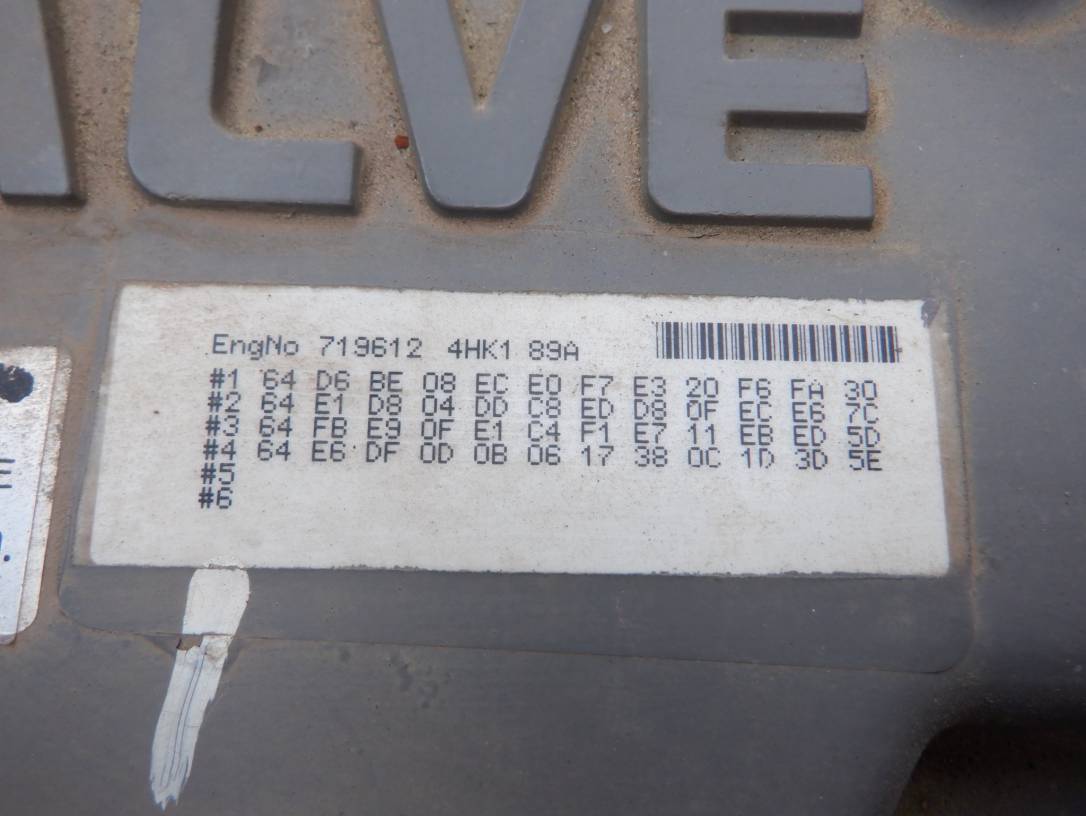 ALVE
EngNo 719612 4HK1 89A
#1 64 D6 BE 08 EC E0 F7 E3 20 F6 FA 30
#2 64 E1 D8 04 DD C8 ED D8 0F EC E6 7C
#3 64 FB E9 0F E1 C4 F1 E7 11 EB ED 5D
#4 64 E6 DF 0D 0B 06 17 38 0C 1D 3D 5E
#5
#6
E